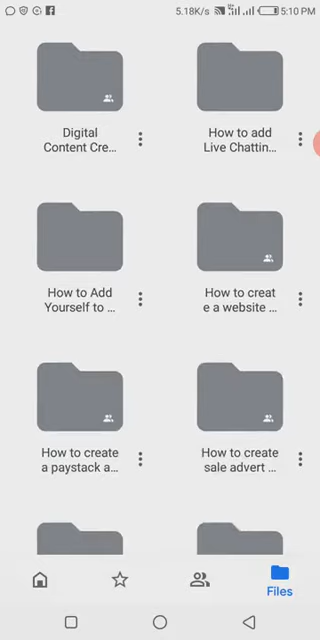 5.18K/s 5:10 PM
Digital
Content Cre...
How to add
Live Chattin...
How to Add
Yourself to ...
How to creat
e a website ...
How to create
a paystack a...
How to create
sale advert ...
Files